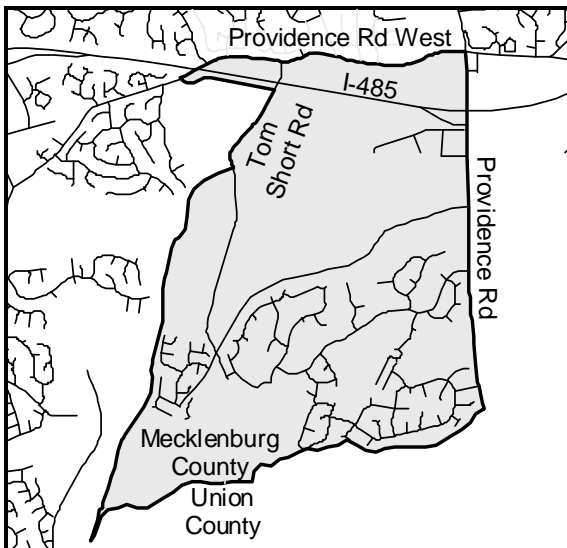 Providence Rd West
I-485
Tom
Short Rd
Providence Rd
Mecklenburg
County
Union
County